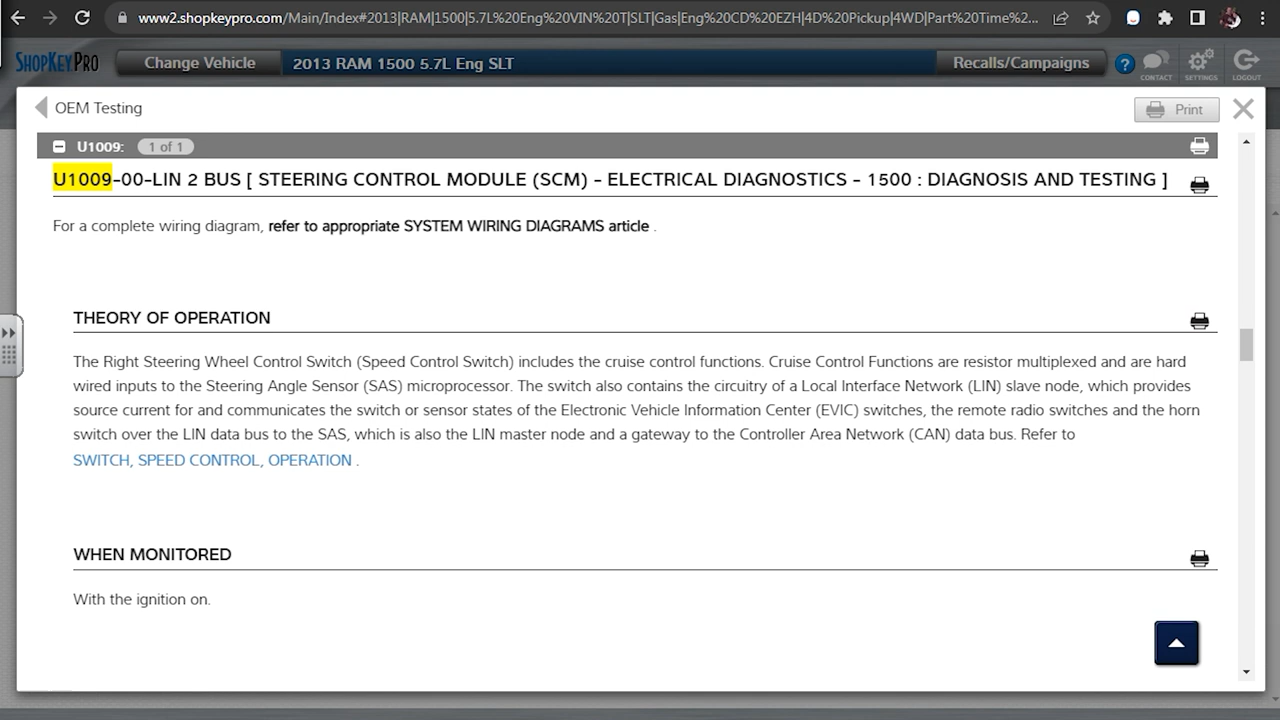 www2.shopkeypro.com/Main/Index#2013|RAM|1500|5.7L%20Eng%20VIN%20T|SLT|Gas|Eng%20CD%20EZH|4D%20Pickup|4WD|Part%20Time%2...
SHOPKEYPRO Change Vehicle 2013 RAM 1500 5.7L Eng SLT Recalls/Campaigns ? CONTACT SETTINGS LOGOUT
OEM Testing Print
U1009: 1 of 1
U1009-00-LIN 2 BUS [ STEERING CONTROL MODULE (SCM) - ELECTRICAL DIAGNOSTICS - 1500 : DIAGNOSIS AND TESTING ]
For a complete wiring diagram, refer to appropriate SYSTEM WIRING DIAGRAMS article .
THEORY OF OPERATION
The Right Steering Wheel Control Switch (Speed Control Switch) includes the cruise control functions. Cruise Control Functions are resistor multiplexed and are hard
wired inputs to the Steering Angle Sensor (SAS) microprocessor. The switch also contains the circuitry of a Local Interface Network (LIN) slave node, which provides
source current for and communicates the switch or sensor states of the Electronic Vehicle Information Center (EVIC) switches, the remote radio switches and the horn
switch over the LIN data bus to the SAS, which is also the LIN master node and a gateway to the Controller Area Network (CAN) data bus. Refer to
SWITCH, SPEED CONTROL, OPERATION .
WHEN MONITORED
With the ignition on.